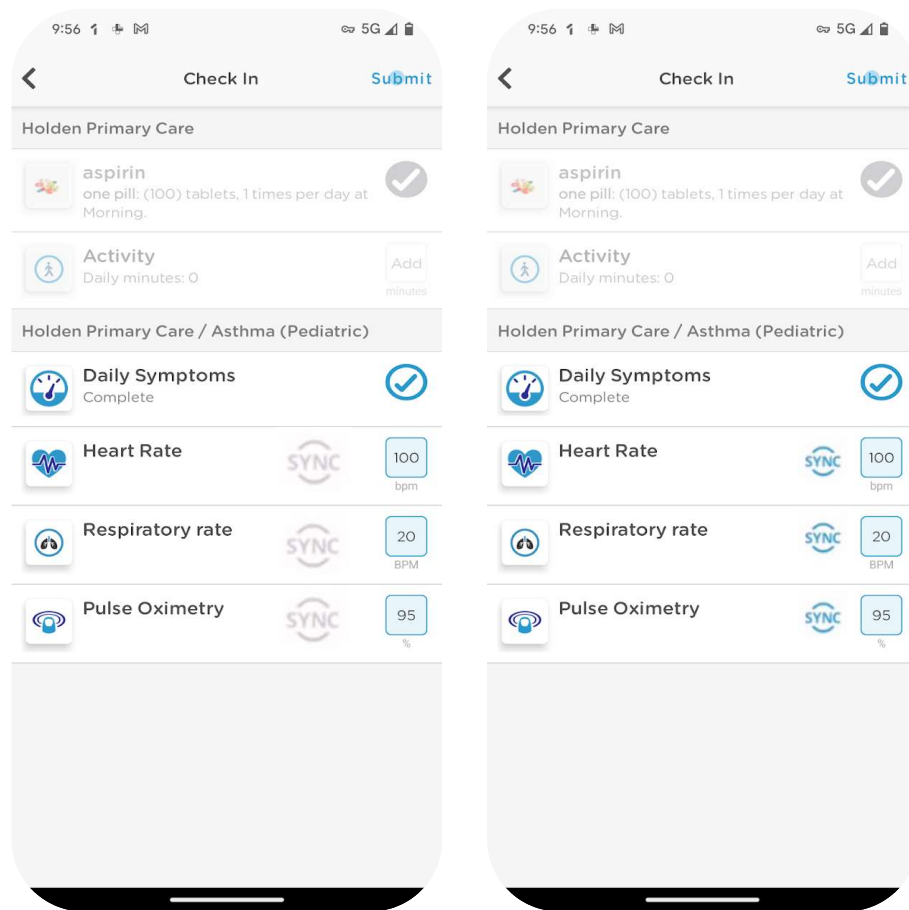 9:56
5G
Check In
Submit
Holden Primary Care
aspirin
one pill: (100) tablets, 1 times per day at
Morning.
Activity
Daily minutes: 0
Add
minutes
Holden Primary Care / Asthma (Pediatric)
Daily Symptoms
Complete
Heart Rate
SYNC
100
bpm
Respiratory rate
SYNC
20
BPM
Pulse Oximetry
SYNC
95
%
9:56
5G
Check In
Submit
Holden Primary Care
aspirin
one pill: (100) tablets, 1 times per day at
Morning.
Activity
Daily minutes: 0
Add
minutes
Holden Primary Care / Asthma (Pediatric)
Daily Symptoms
Complete
Heart Rate
SYNC
100
bpm
Respiratory rate
SYNC
20
BPM
Pulse Oximetry
SYNC
95
%